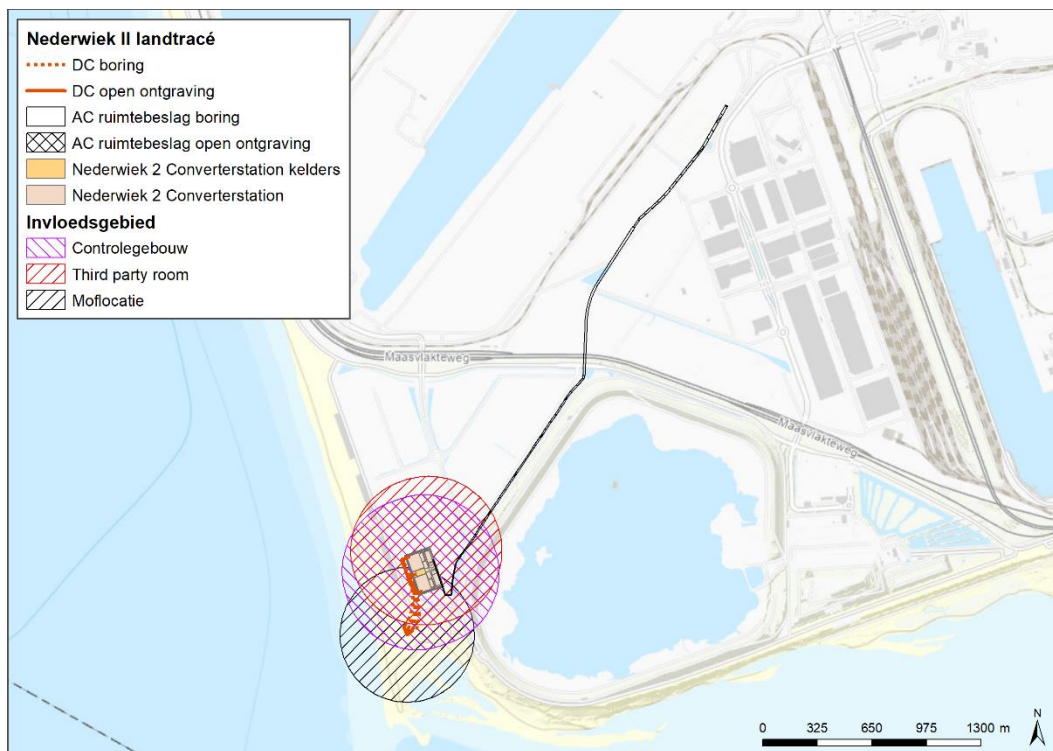 Nederwiek II landtracé
DC boring
DC open ontgraving
AC ruimtebeslag boring
AC ruimtebeslag open ontgraving
Nederwiek 2 Converterstation kelders
Nederwiek 2 Converterstation
Invloedsgebied
Controlegebouw
Third party room
Moflocatie
Maasvlakteweg
Maasvlakteweg
0 325 650 975 1300 m
N